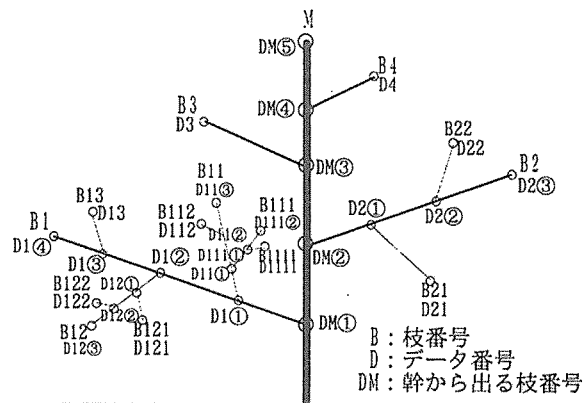 M
DM⑤
B4
D4
DM④
B3
D3
B22
D22
DM③
B2
D2③
B11
D11③
B13
D13
B111
D111②
B112
D112
D11②
D2①
D2②
B1
D1④
D111①
B1111
DM②
D1③
D1②
D11①
D12①
B122
D122
B21
D21
D1①
B12
D12③
D12②
B121
D121
DM①
B：枝番号
D：データ番号
DM：幹から出る枝番号